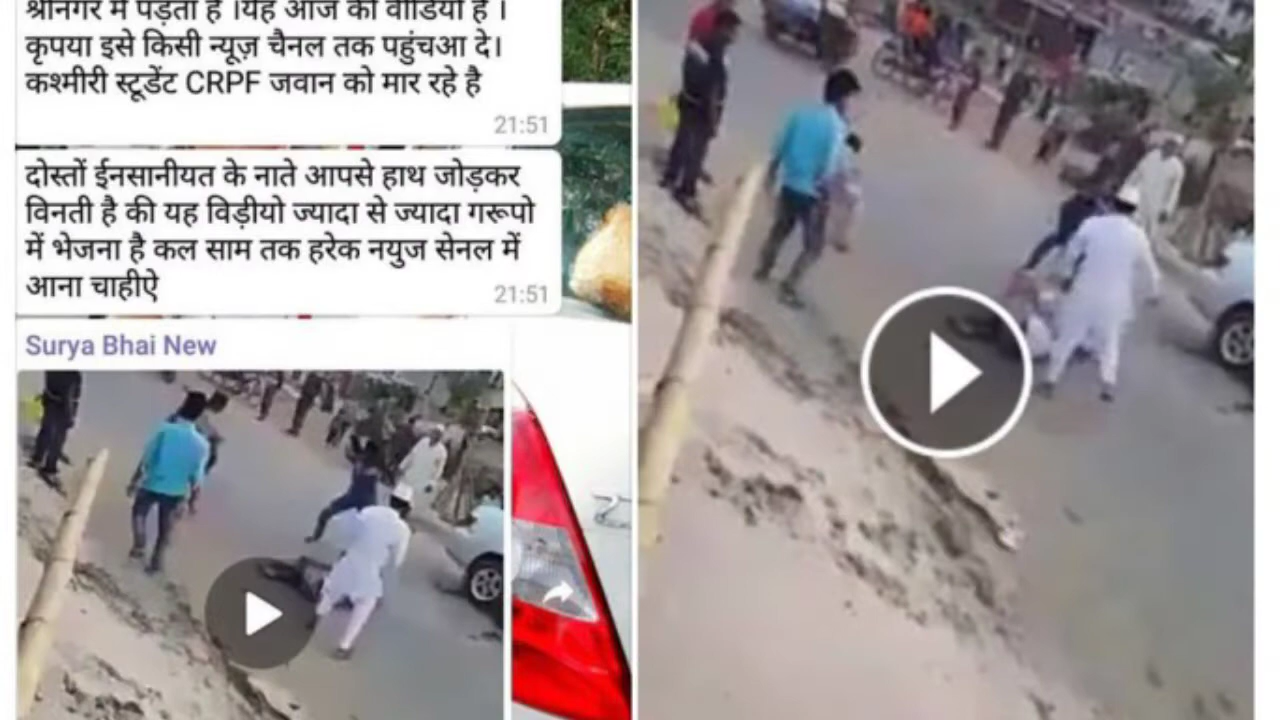 श्रीनगर में पड़ता है ।यह आज की वीडियो है ।
कृपया इसे किसी न्यूज़ चैनल तक पहुंचआ दे।
कश्मीरी स्टूडेंट CRPF जवान को मार रहे है
21:51
दोस्तों ईनसानीयत के नाते आपसे हाथ जोड़कर
विनती है की यह विड़ीयो ज्यादा से ज्यादा गरूपो
में भेजना है कल साम तक हरेक नयुज सेनल में
आना चाहीऐ
21:51
Surya Bhai New